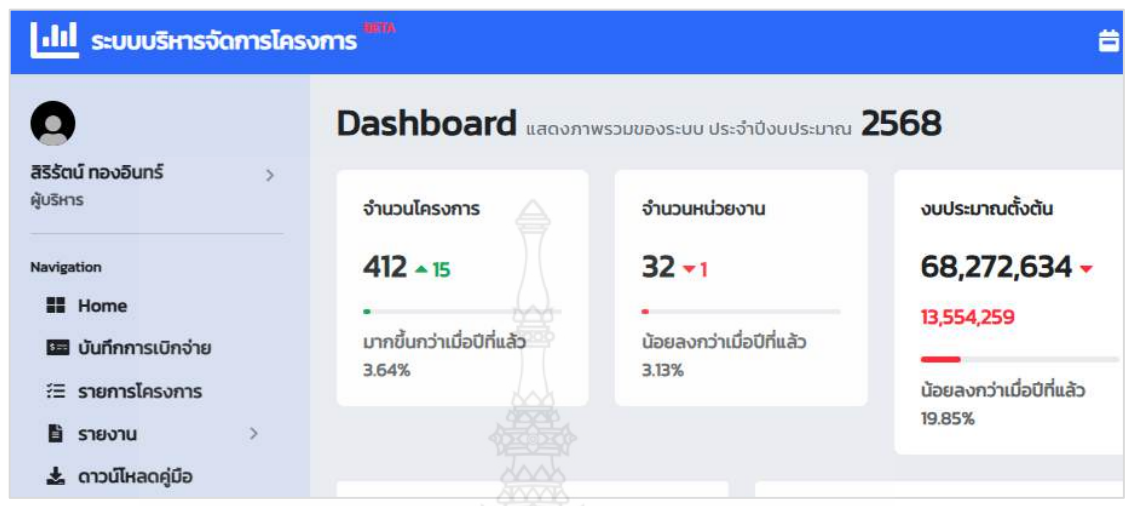 ระบบบริหารจัดการโครงการ BETA
Dashboard แสดงภาพรวมของระบบ ประจำปีงบประมาณ 2568
สิริรัตน์ ทองอินทร์
ผู้บริหาร
Navigation
Home
บันทึกการเบิกจ่าย
รายการโครงการ
รายงาน
ดาวน์โหลดคู่มือ
จำนวนโครงการ
412 15
มากขึ้นกว่าเมื่อปีที่แล้ว
3.64%
จำนวนหน่วยงาน
32 1
น้อยลงกว่าเมื่อปีที่แล้ว
3.13%
งบประมาณตั้งต้น
68,272,634
13,554,259
น้อยลงกว่าเมื่อปีที่แล้ว
19.85%